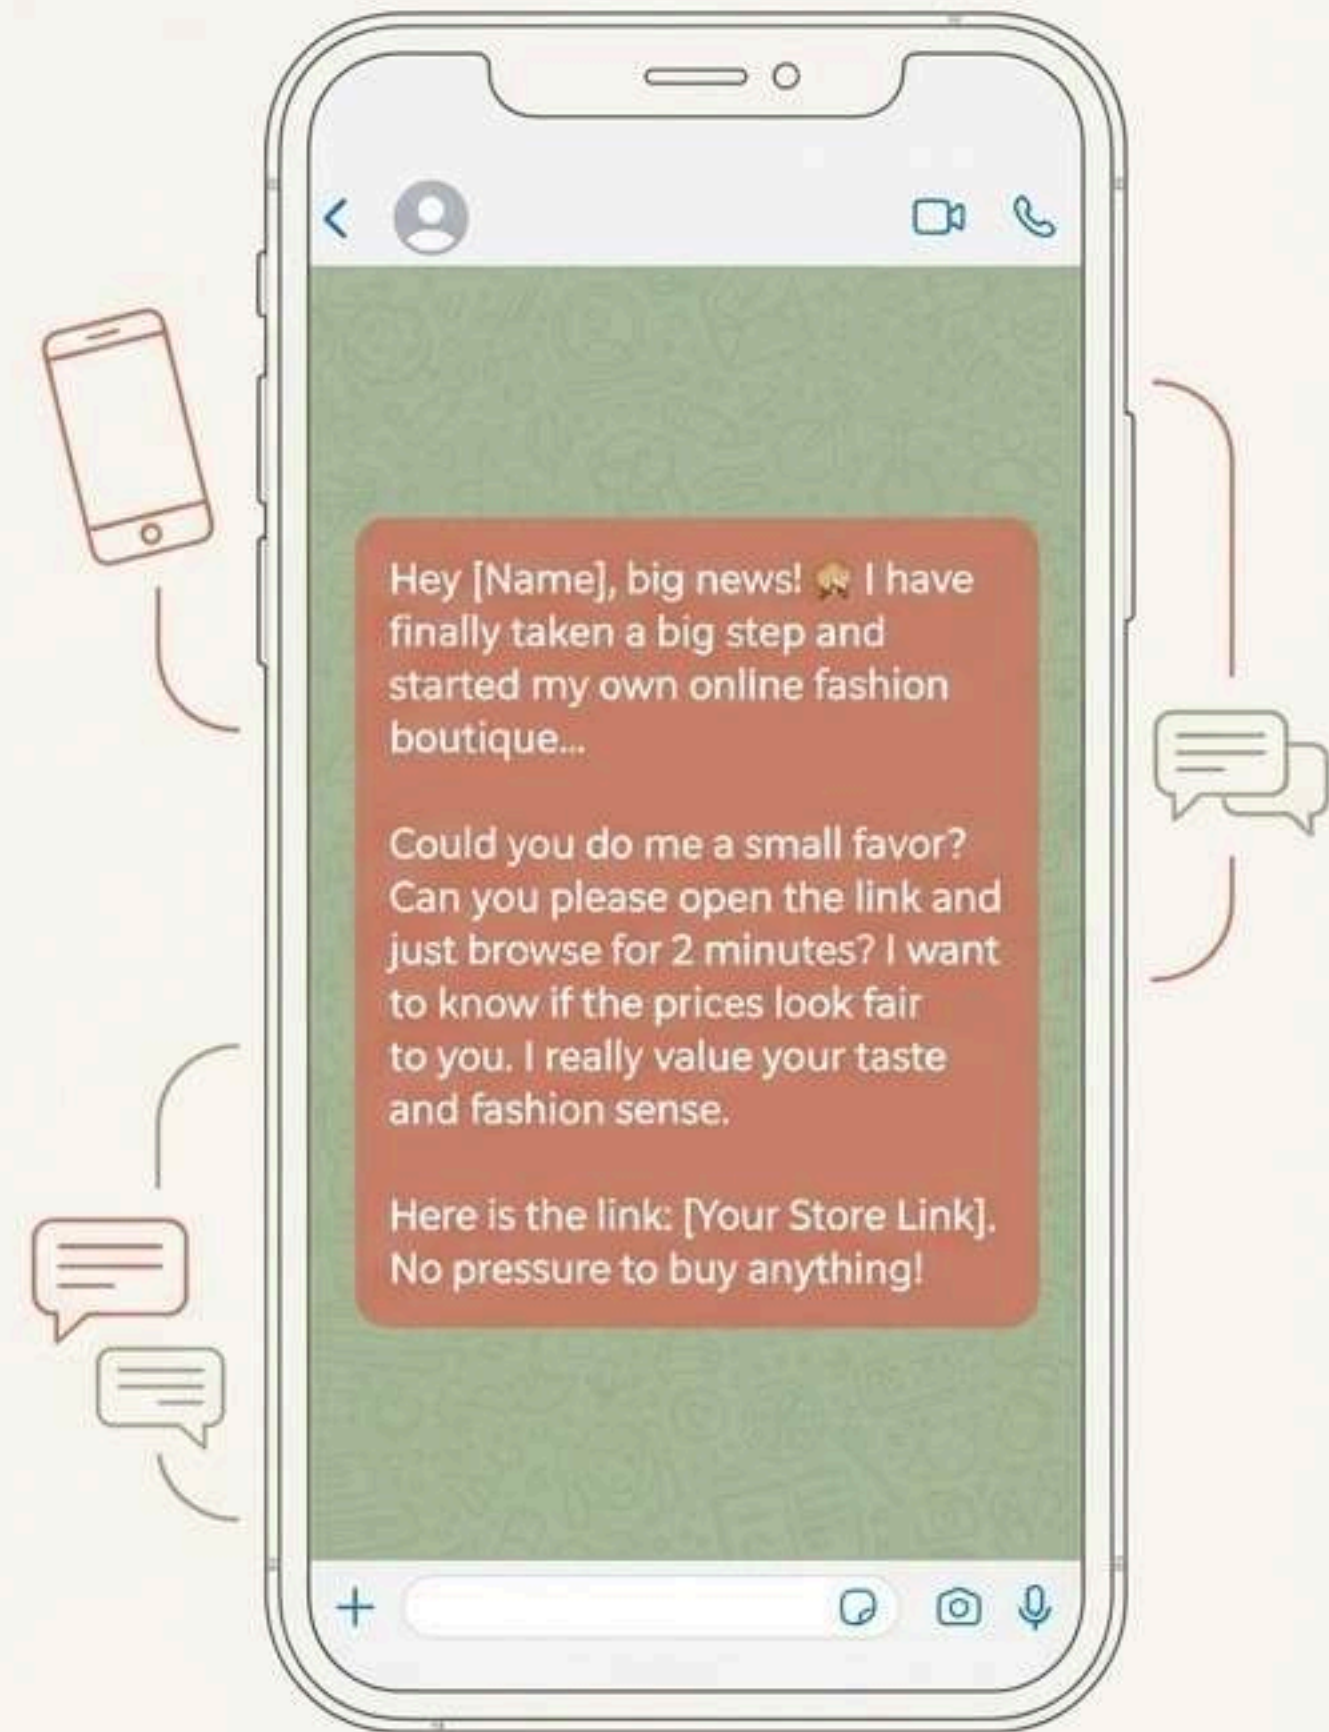 Hey [Name], big news! 🙈 I have
finally taken a big step and
started my own online fashion
boutique...
Could you do me a small favor?
Can you please open the link and
just browse for 2 minutes? I want
to know if the prices look fair
to you. I really value your taste
and fashion sense.
Here is the link: [Your Store Link].
No pressure to buy anything!